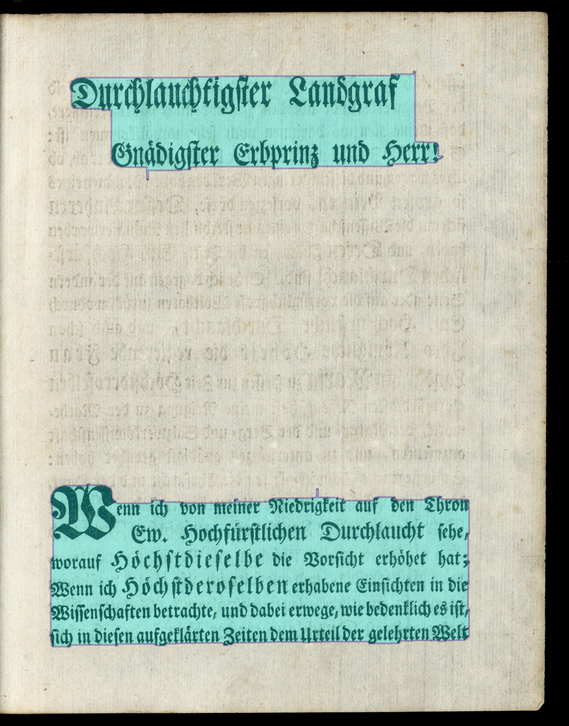 Durchlauchtigster Landgraf
Gnädigster Erbprinz und Herr!
Wenn ich von meiner Niedrigkeit auf den Thron
Ew. Hochfürstlichen Durchlaucht sehe,
worauf Höchstdieselbe die Vorsicht erhöhet hat;
Wenn ich Höchstderoselben erhabene Einsichten in die
Wissenschaften betrachte, und dabei erwege, wie bedenklich es ist,
sich in diesen aufgeklärten Zeiten dem Urteil der gelehrten Welt